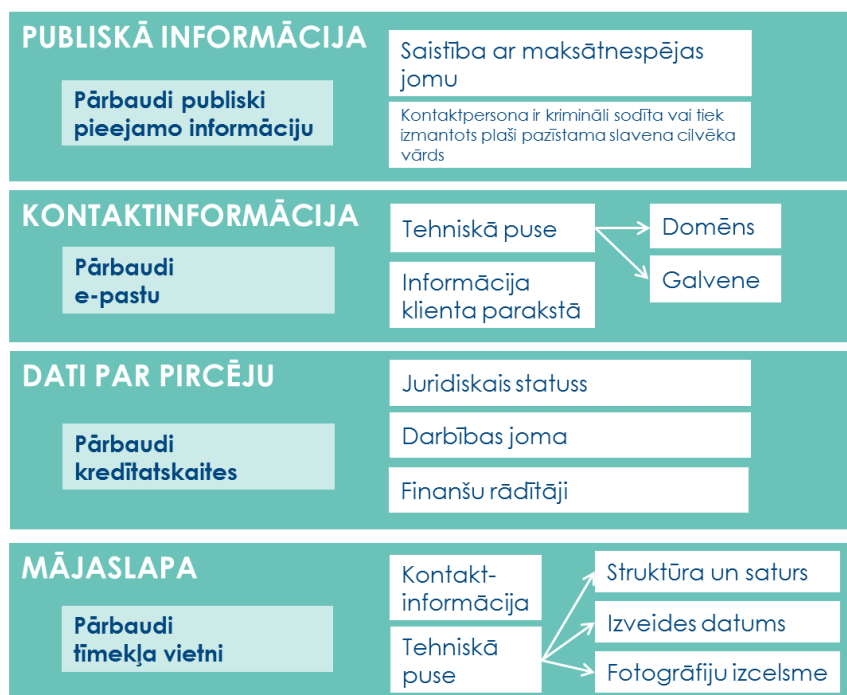 PUBLISKĀ INFORMĀCIJA
Pārbaudi publiski
pieejamo informāciju
Saistība ar maksātnespējas
jomu
Kontaktpersona ir krimināli sodīta vai tiek
izmantots plaši pazīstama slavena cilvēka
vārds
KONTAKTINFORMĀCIJA
Pārbaudi
e-pastu
Tehniskā puse
Domēns
Galvene
Informācija
klienta parakstā
DATI PAR PIRCĒJU
Pārbaudi
kredītatskaites
Juridiskais statuss
Darbības joma
Finanšu rādītāji
MĀJASLAPA
Pārbaudi
tīmekļa vietni
Kontakt-
informācija
Tehniskā
puse
Struktūra un saturs
Izveides datums
Fotogrāfiju izcelsme